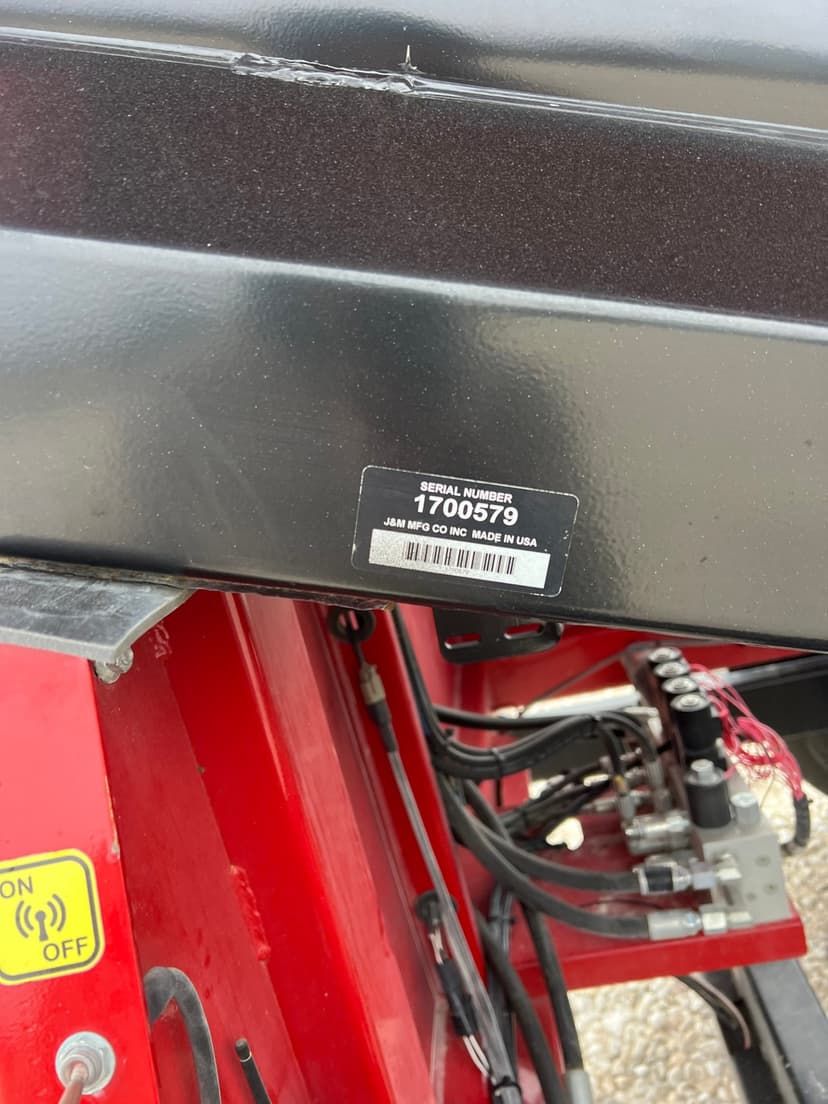 SERIAL NUMBER
1700579
J&M MFG CO INC MADE IN USA
ON
OFF